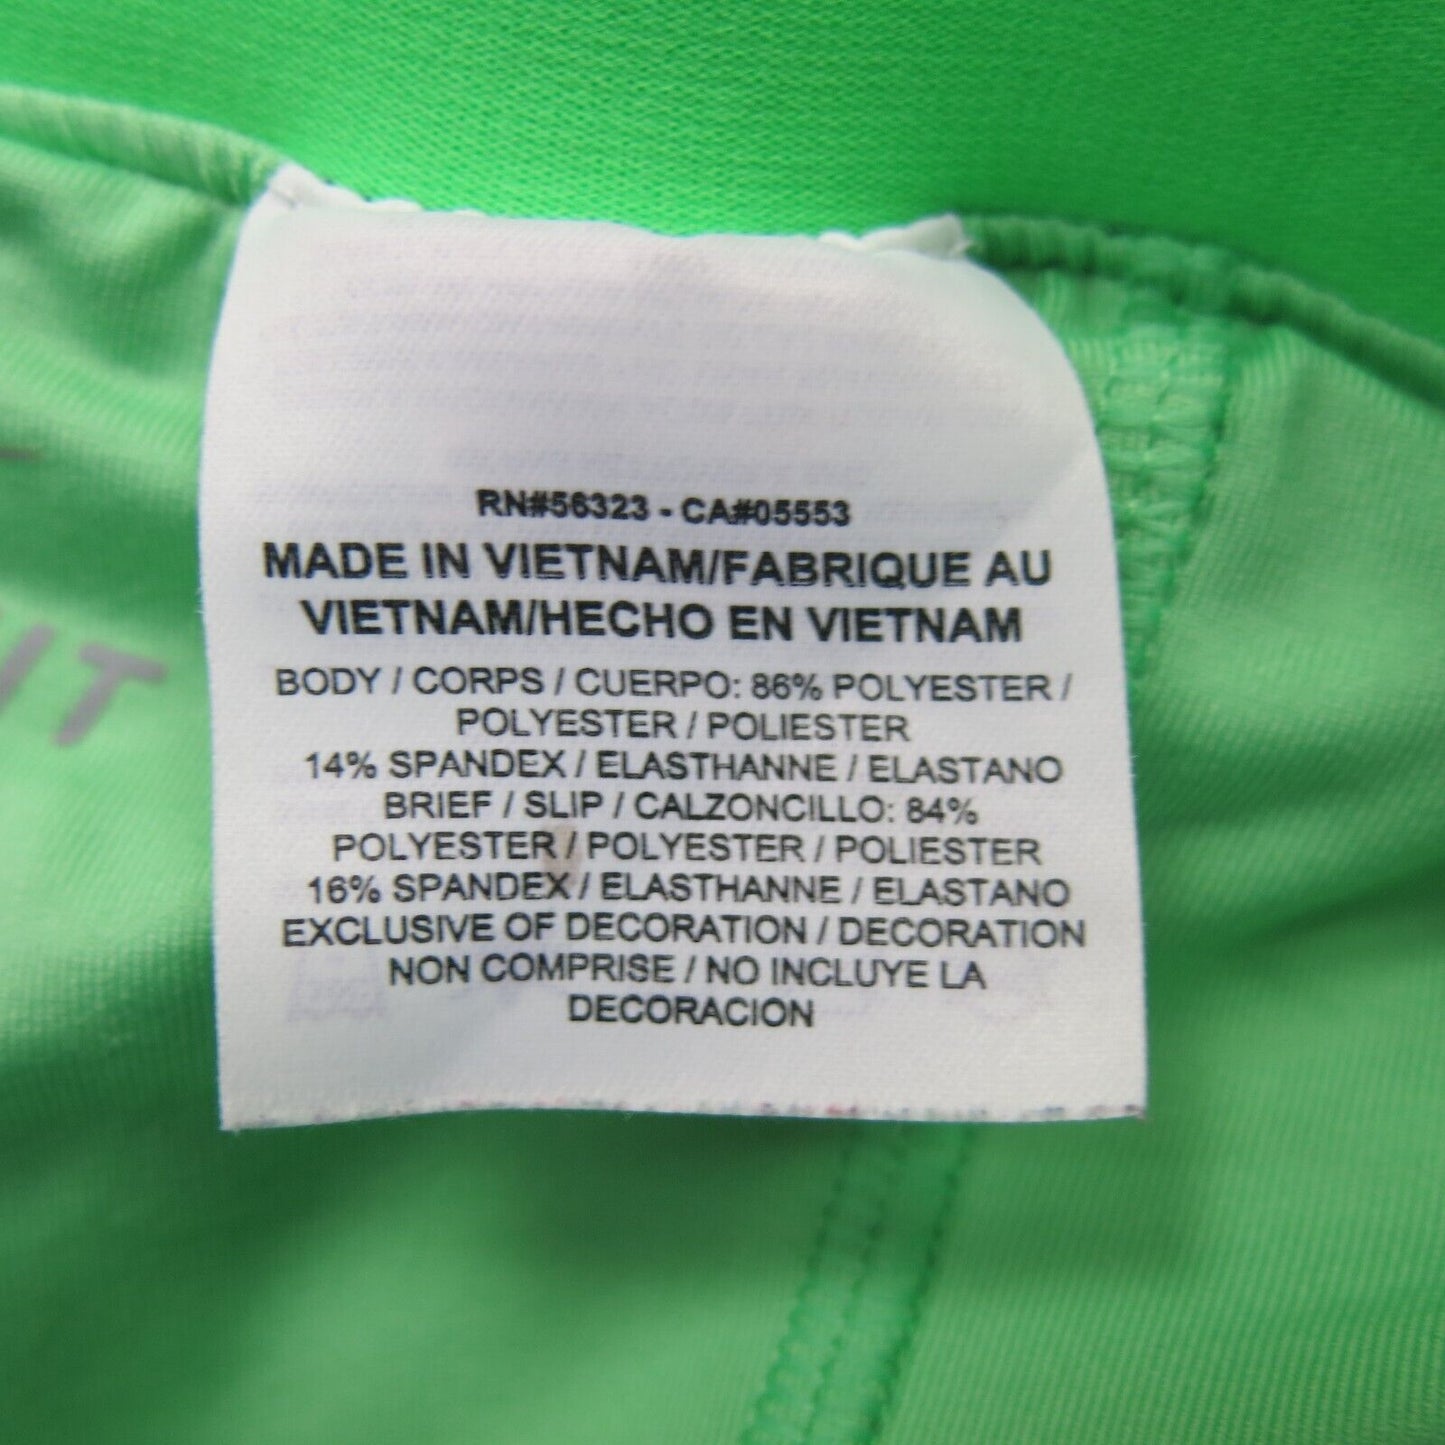 RN#56323 - CA#05553
MADE IN VIETNAM/FABRIQUE AU
VIETNAM/HECHO EN VIETNAM
BODY / CORPS / CUERPO: 86% POLYESTER /
POLYESTER / POLIESTER
14% SPANDEX / ELASTHANNE / ELASTANO
BRIEF / SLIP / CALZONCILLO: 84%
POLYESTER / POLYESTER / POLIESTER
16% SPANDEX / ELASTHANNE / ELASTANO
EXCLUSIVE OF DECORATION / DECORATION
NON COMPRISE / NO INCLUYE LA
DECORACION